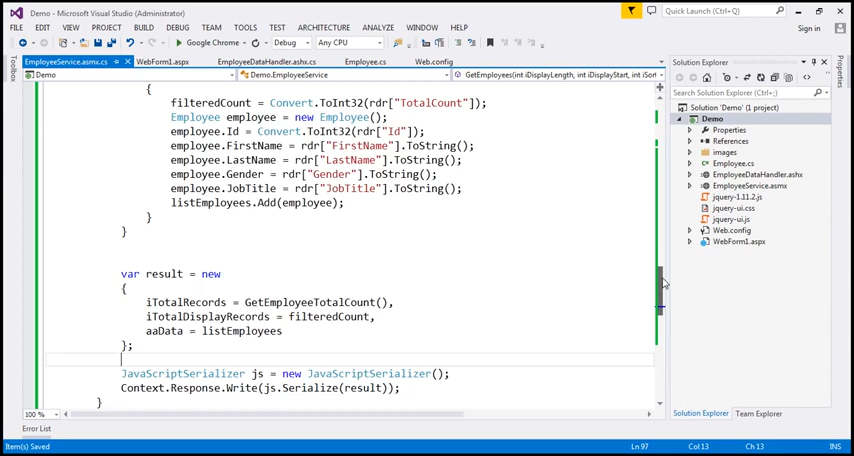 Demo - Microsoft Visual Studio (Administrator)
Quick Launch (Ctrl+Q)
FILE EDIT VIEW PROJECT BUILD DEBUG TEAM TOOLS TEST ARCHITECTURE ANALYZE WINDOW HELP
Sign in
Google Chrome Debug Any CPU
Toolbox
EmployeeService.asmx.cs WebForm1.aspx EmployeeDataHandler.ashx.cs Employee.cs Web.config
Demo Demo.EmployeeService GetEmployees(int iDisplayLength, int iDisplayStart, int iSort
{
filteredCount = Convert.ToInt32(rdr["TotalCount"]);
Employee employee = new Employee();
employee.Id = Convert.ToInt32(rdr["Id"]);
employee.FirstName = rdr["FirstName"].ToString();
employee.LastName = rdr["LastName"].ToString();
employee.Gender = rdr["Gender"].ToString();
employee.JobTitle = rdr["JobTitle"].ToString();
listEmployees.Add(employee);
}
}
var result = new
{
iTotalRecords = GetEmployeeTotalCount(),
iTotalDisplayRecords = filteredCount,
aaData = listEmployees
};
JavaScriptSerializer js = new JavaScriptSerializer();
Context.Response.Write(js.Serialize(result));
}
100 %
Solution Explorer
Search Solution Explorer (Ctrl+;)
Solution 'Demo' (1 project)
Demo
Properties
References
images
Employee.cs
EmployeeDataHandler.ashx
EmployeeService.asmx
jquery-1.11.2.js
jquery-ui.css
jquery-ui.js
Web.config
WebForm1.aspx
Solution Explorer Team Explorer
Properties
Error List
Item(s) Saved Ln 97 Col 13 Ch 13 INS